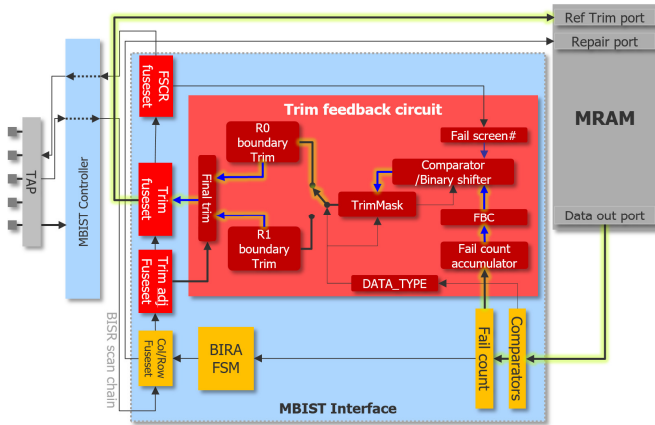 Ref Trim port
Repair port
MRAM
Data out port
FSCR
fuseset
Trim feedback circuit
Fail screen#
R0
boundary
Trim
Comparator
/Binary shifter
TrimMask
Final trim
Trim
fuseset
FBC
R1
boundary
Trim
Fail count
accumulator
DATA_TYPE
Trim adj
Fuseset
TAP
MBIST Controller
BISR scan chain
Col/Row
Fuseset
BIRA
FSM
Fail count
Comparators
MBIST Interface